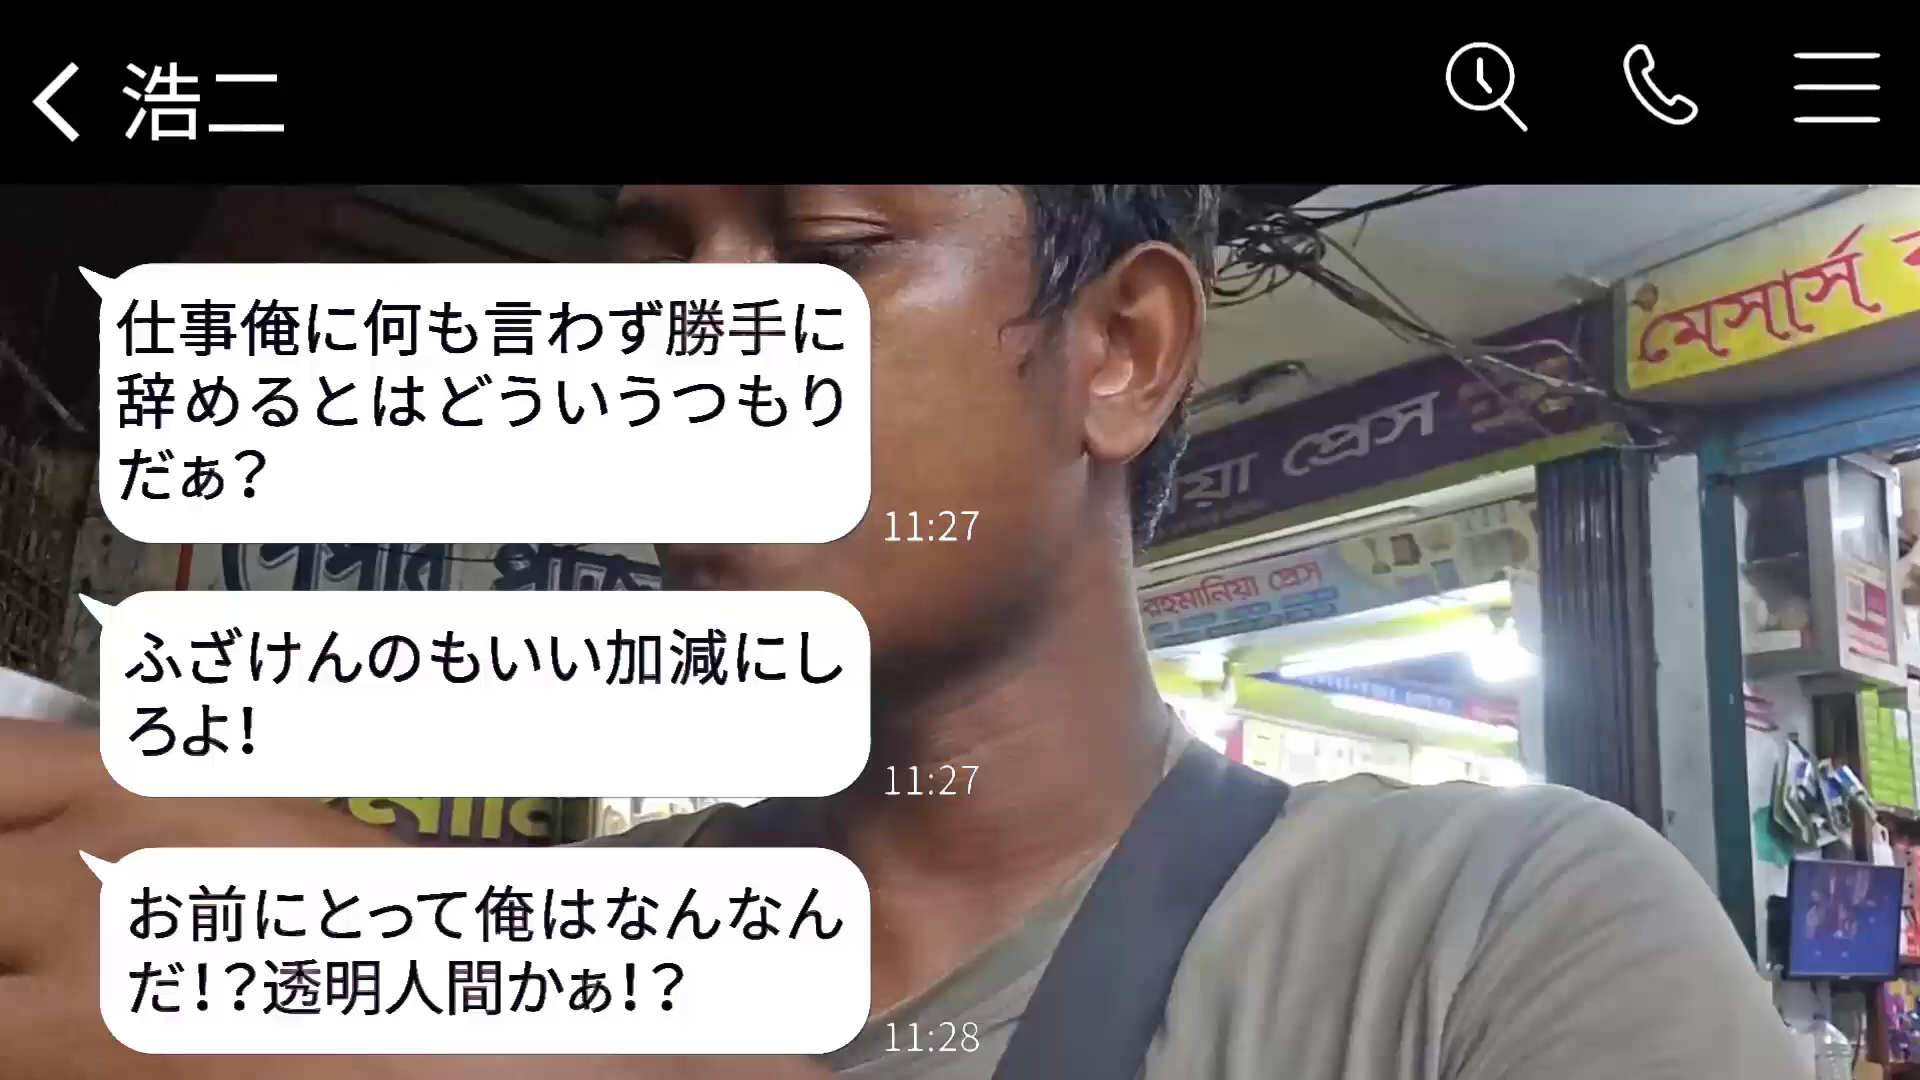 浩二
仕事俺に何も言わず勝手に
辞めるとはどういうつもり
だぁ？
11:27
ふざけんのもいい加減にし
ろよ！
11:27
お前にとって俺はなんなん
だ！？透明人間かぁ！？
11:28
মেসার্স
য়া প্রেস
রহমানিয়া প্রেস